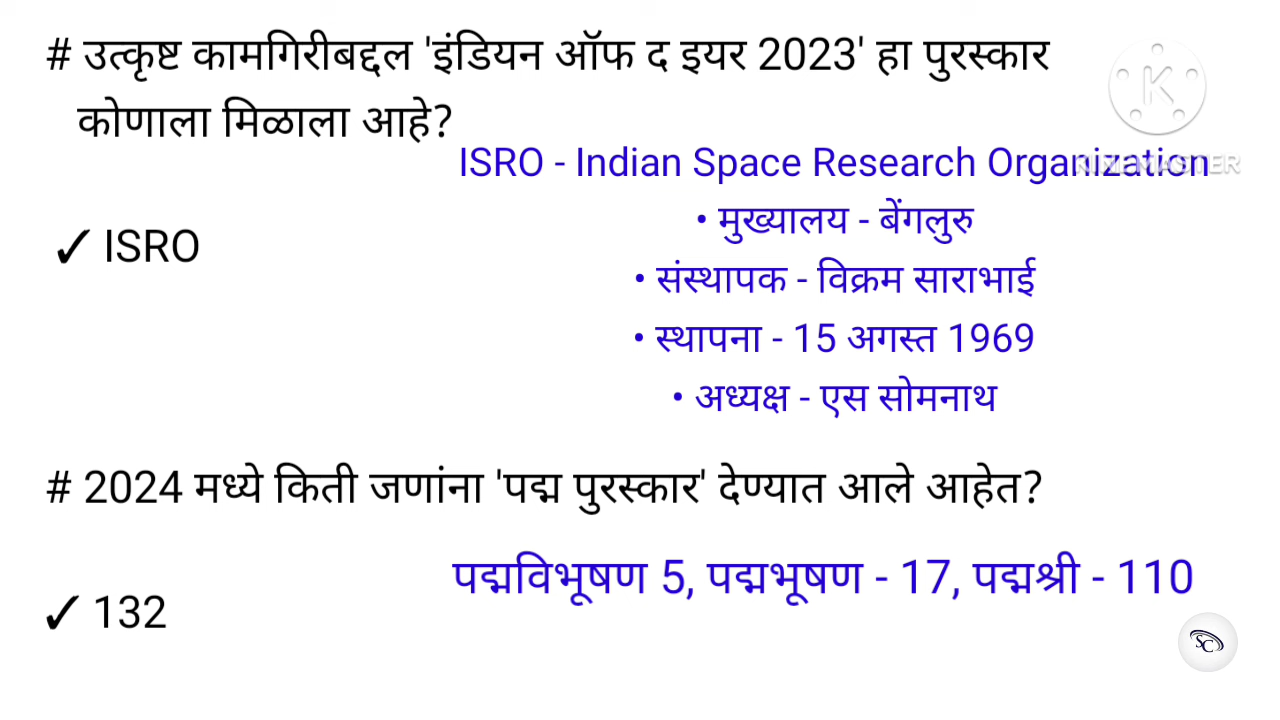 # उत्कृष्ट कामगिरीबद्दल 'इंडियन ऑफ द इयर 2023' हा पुरस्कार
कोणाला मिळाला आहे?
ISRO - Indian Space Research Organization
KINEMASTER
• मुख्यालय - बेंगलुरु
✓ ISRO
• संस्थापक - विक्रम साराभाई
• स्थापना - 15 अगस्त 1969
• अध्यक्ष - एस सोमनाथ
# 2024 मध्ये किती जणांना 'पद्म पुरस्कार' देण्यात आले आहेत?
पद्मविभूषण 5, पद्मभूषण - 17, पद्मश्री - 110
✓ 132
SC